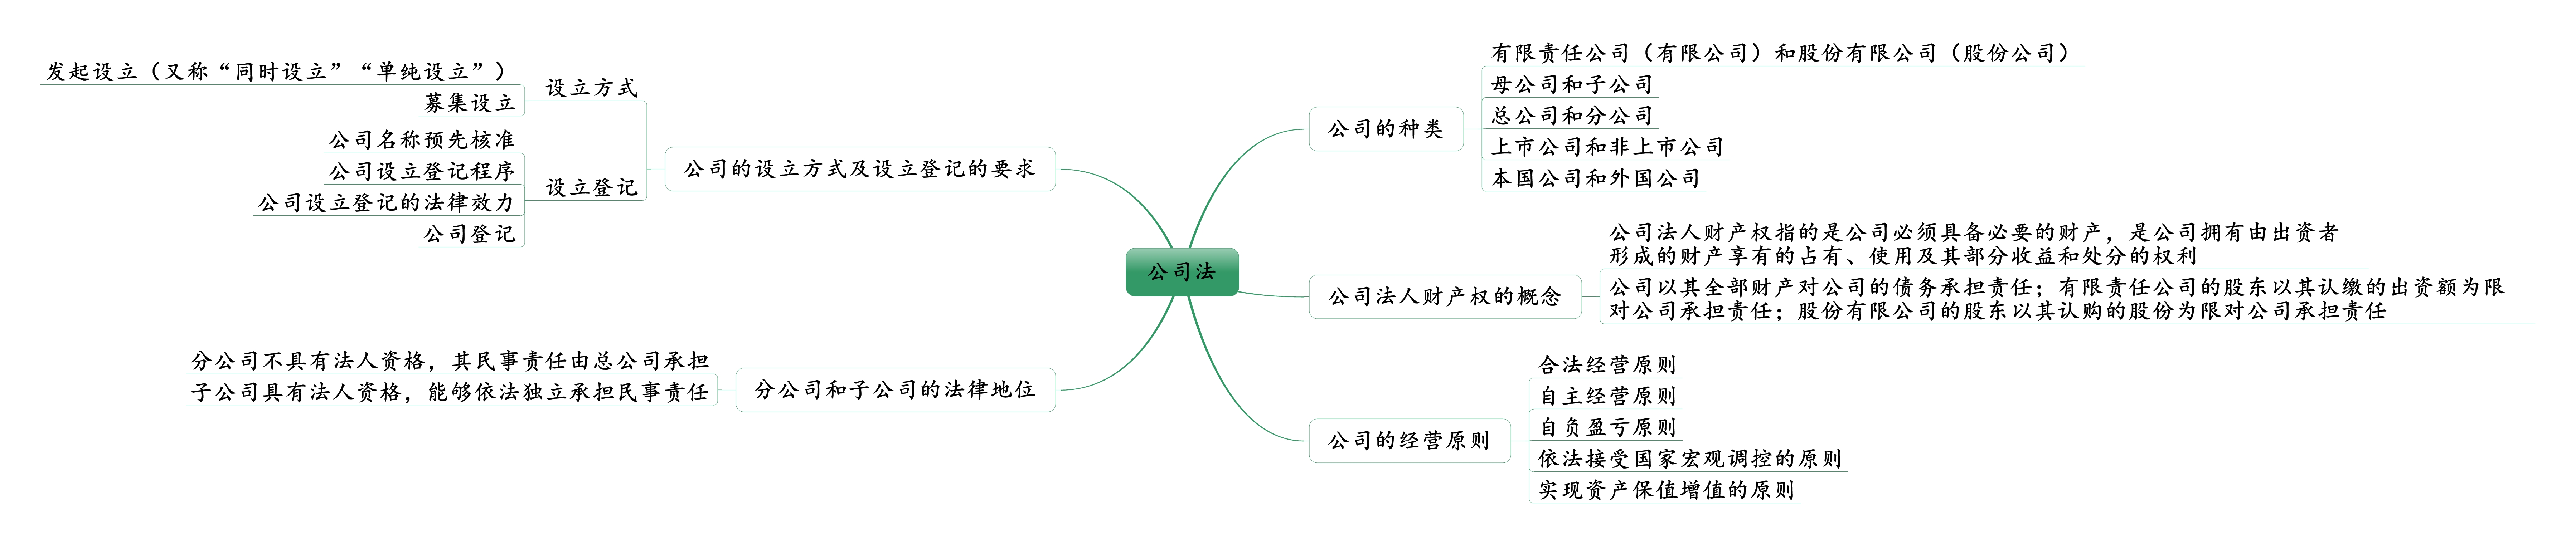 公司法
公司的种类
有限责任公司（有限公司）和股份有限公司（股份公司）
母公司和子公司
总公司和分公司
上市公司和非上市公司
本国公司和外国公司
公司法人财产权的概念
公司法人财产权指的是公司必须具备必要的财产，是公司拥有由出资者
形成的财产享有的占有、使用及其部分收益和处分的权利
公司以其全部财产对公司的债务承担责任；有限责任公司的股东以其认缴的出资额为限
对公司承担责任；股份有限公司的股东以其认购的股份为限对公司承担责任
公司的经营原则
合法经营原则
自主经营原则
自负盈亏原则
依法接受国家宏观调控的原则
实现资产保值增值的原则
公司的设立方式及设立登记的要求
设立方式
发起设立（又称“同时设立”“单纯设立”）
募集设立
设立登记
公司名称预先核准
公司设立登记程序
公司设立登记的法律效力
公司登记
分公司和子公司的法律地位
分公司不具有法人资格，其民事责任由总公司承担
子公司具有法人资格，能够依法独立承担民事责任